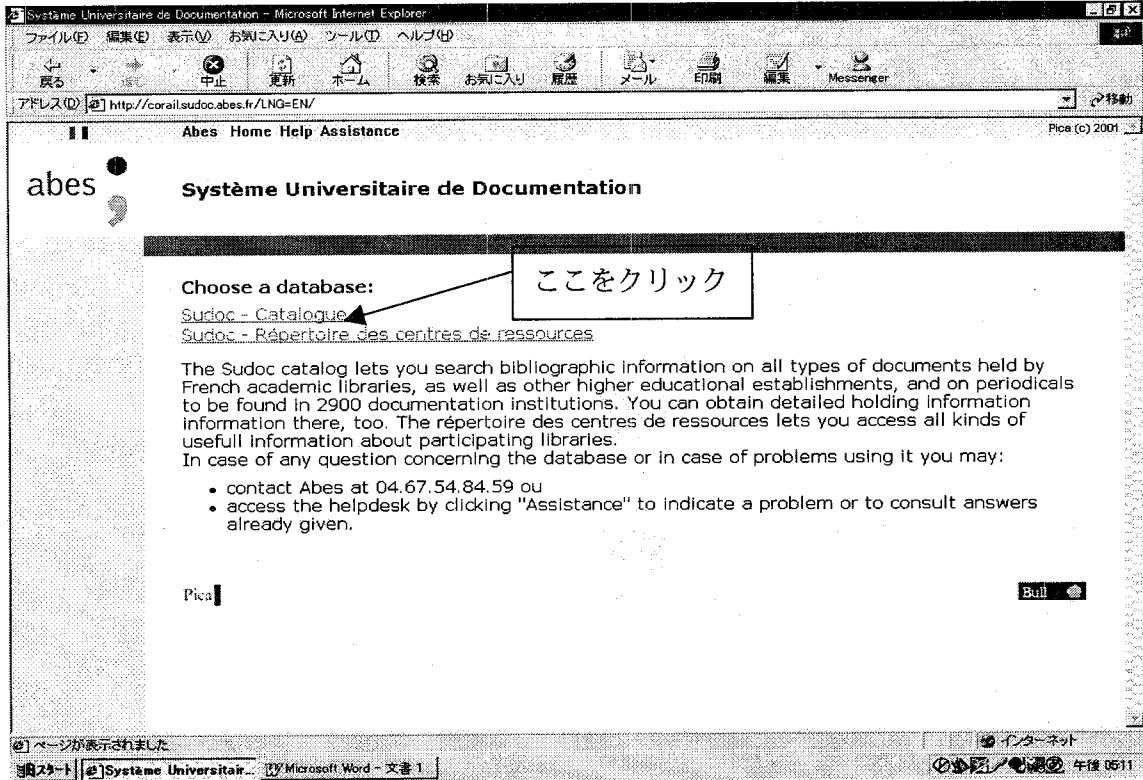 Système Universitaire de Documentation - Microsoft Internet Explorer
ファイル(F) 編集(E) 表示(V) お気に入り(A) ツール(T) ヘルプ(H)
戻る 中止 更新 ホーム 検索 お気に入り 履歴 メール 印刷 編集 Messenger
アドレス(D) http://corail.sudoc.abes.fr/LNG=EN/ 移動
Abes Home Help Assistance Pica (c) 2001
abes
Système Universitaire de Documentation
ここをクリック
Choose a database:
Sudoc - Catalogue
Sudoc - Répertoire des centres de ressources
The Sudoc catalog lets you search bibliographic information on all types of documents held by
French academic libraries, as well as other higher educational establishments, and on periodicals
to be found in 2900 documentation institutions. You can obtain detailed holding information
information there, too. The répertoire des centres de ressources lets you access all kinds of
usefull information about participating libraries.
In case of any question concerning the database or in case of problems using it you may:
• contact Abes at 04.67.54.84.59 ou
• access the helpdesk by clicking "Assistance" to indicate a problem or to consult answers
already given.
Pica Bull
ページが表示されました インターネット
スタート Système Universitair... Microsoft Word - 文書 1 午後 05:11